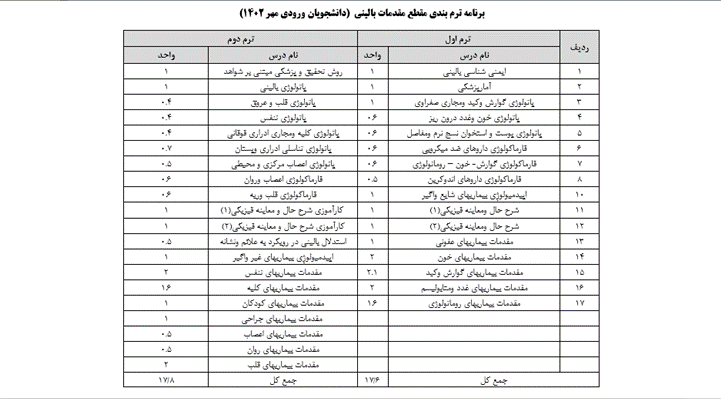 برنامه ترم بندی مقطع مقدمات بالینی (دانشجویان ورودی مهر ۱۴۰۲)
ردیف ترم اول ترم دوم
نام درس واحد نام درس واحد
۱ ایمنی شناسی بالینی ۱ روش تحقیق و پزشکی مبتنی بر شواهد ۱
۲ آمارپزشکی ۱ پاتولوژی بالینی ۱
۳ پاتولوژی گوارش وکبد ومجاری صفراوی ۱ پاتولوژی قلب و عروق ۰.۴
۴ پاتولوژی خون وغدد درون ریز ۰.۶ پاتولوژی تنفس ۰.۴
۵ پاتولوژی پوست و استخوان نسج نرم ومفاصل ۰.۶ پاتولوژی کلیه ومجاری ادراری فوقانی ۰.۴
۶ فارماکولوژی داروهای ضد میکروبی ۰.۶ پاتولوژی تناسلی ادراری وپستان ۰.۷
۷ فارماکولوژی گوارش- خون – روماتولوژی ۰.۶ پاتولوژی اعصاب مرکزی و محیطی ۰.۵
۸ فارماکولوژی داروهای اندوکرین ۰.۵ فارماکولوژی اعصاب وروان ۰.۶
۱۰ اپیدمیولوژی بیماریهای شایع واگیر ۱ فارماکولوژی قلب وریه ۰.۶
۱۱ شرح حال ومعاینه فیزیکی(۱) ۱ کارآموزی شرح حال و معاینه فیزیکی(۱) ۱
۱۲ شرح حال ومعاینه فیزیکی(۲) ۱ کارآموزی شرح حال و معاینه فیزیکی(۲) ۱
۱۳ مقدمات بیماریهای عفونی ۱ استدلال بالینی در رویکرد به علائم ونشانه ۰.۵
۱۴ مقدمات بیماریهای خون ۲ اپیدمیولوژی بیماریهای غیر واگیر ۱
۱۵ مقدمات بیماریهای گوارش وکبد ۲.۱ مقدمات بیماریهای تنفس ۲
۱۶ مقدمات بیماریهای غدد ومتابولیسم ۲ مقدمات بیماریهای کلیه ۱.۶
۱۷ مقدمات بیماریهای روماتولوژی ۱.۶ مقدمات بیماریهای کودکان ۱
مقدمات بیماریهای جراحی ۱
مقدمات بیماریهای اعصاب ۰.۵
مقدمات بیماریهای روان ۰.۵
مقدمات بیماریهای قلب ۲
جمع کل ۱۷/۶ جمع کل ۱۷/۸